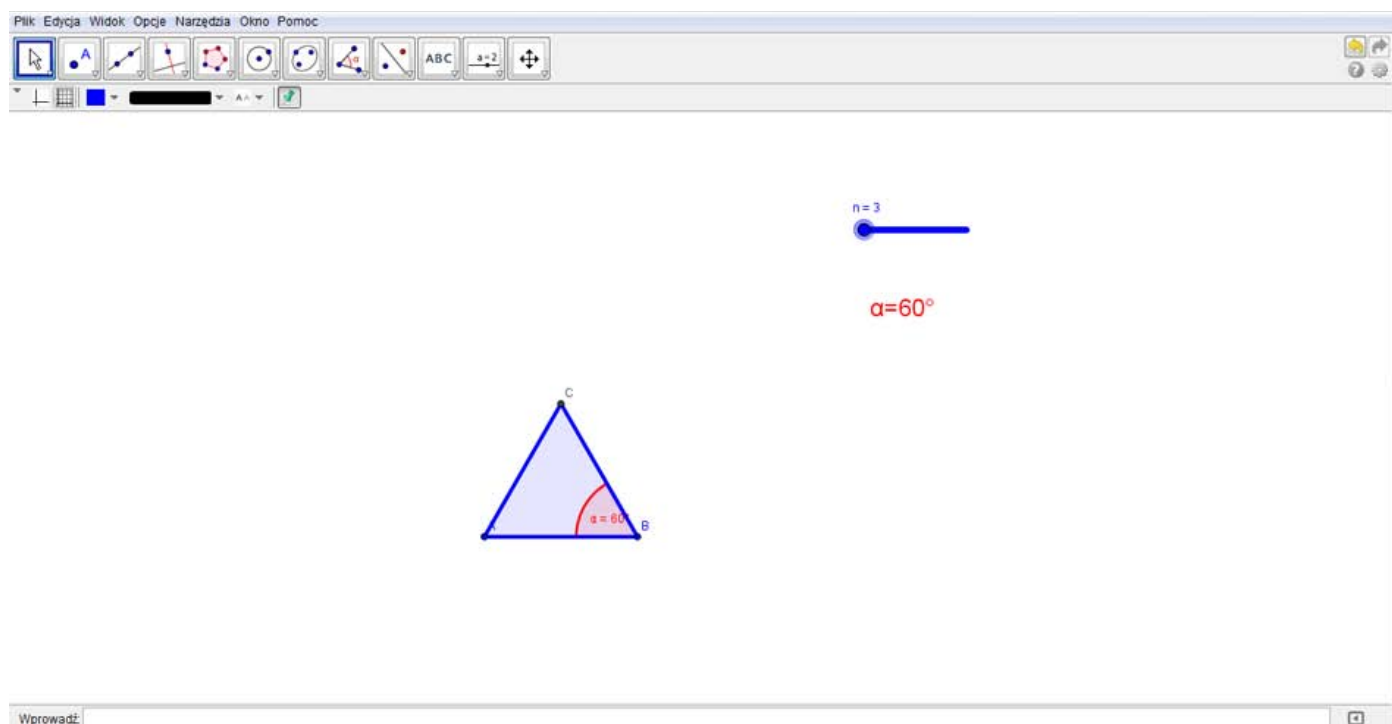 Plik Edycja Widok Opcje Narzędzia Okno Pomoc
A α ABC a=2
A A
n = 3
α=60°
C
α = 60°
A
B
Wprowadź: